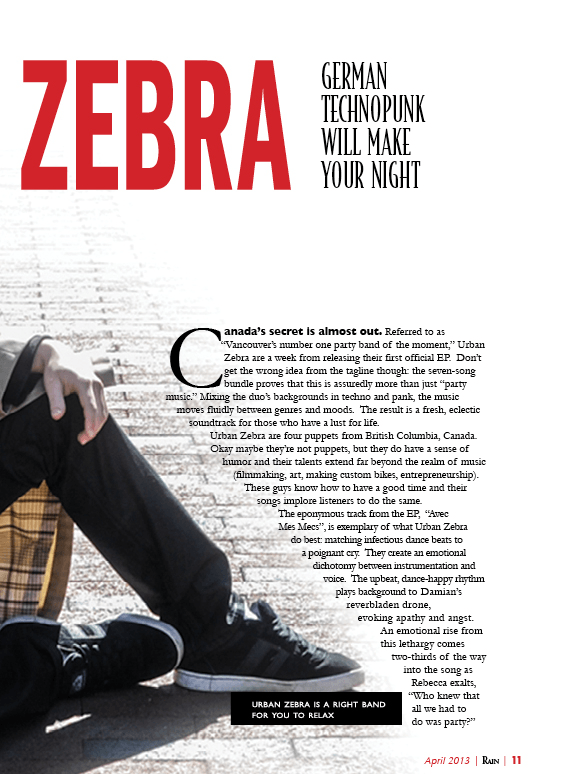 ZEBRA
GERMAN
TECHNOPUNK
WILL MAKE
YOUR NIGHT
Canada's secret is almost out. Referred to as
"Vancouver's number one party band of the moment," Urban
Zebra are a week from releasing their first official EP. Don't
get the wrong idea from the tagline though: the seven-song
bundle proves that this is assuredly more than just "party
music." Mixing the duo's backgrounds in techno and pank, the music
moves fluidly between genres and moods. The result is a fresh, eclectic
soundtrack for those who have a lust for life.
Urban Zebra are four puppets from British Columbia, Canada.
Okay maybe they're not puppets, but they do have a sense of
humor and their talents extend far beyond the realm of music
(filmmaking, art, making custom bikes, entrepreneurship).
These guys know how to have a good time and their
songs implore listeners to do the same.
The eponymous track from the EP, "Avec
Mes Mecs", is exemplary of what Urban Zebra
do best: matching infectious dance beats to
a poignant cry. They create an emotional
dichotomy between instrumentation and
voice. The upbeat, dance-happy rhythm
plays background to Damian's
reverbladen drone,
evoking apathy and angst.
An emotional rise from
this lethargy comes
two-thirds of the way
into the song as
Rebecca exalts,
"Who knew that
all we had to
do was party?"
URBAN ZEBRA IS A RIGHT BAND
FOR YOU TO RELAX
April 2013 | RAIN | 11